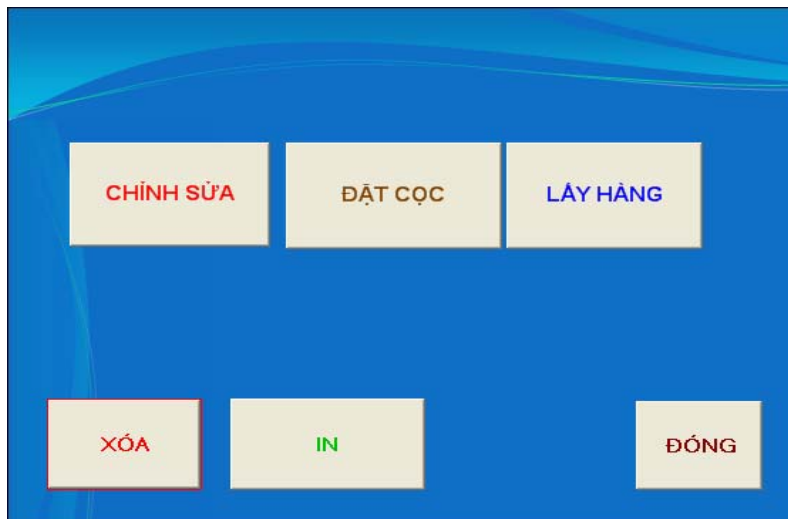 CHỈNH SỬA
ĐẶT CỌC
LẤY HÀNG
XÓA
IN
ĐÓNG